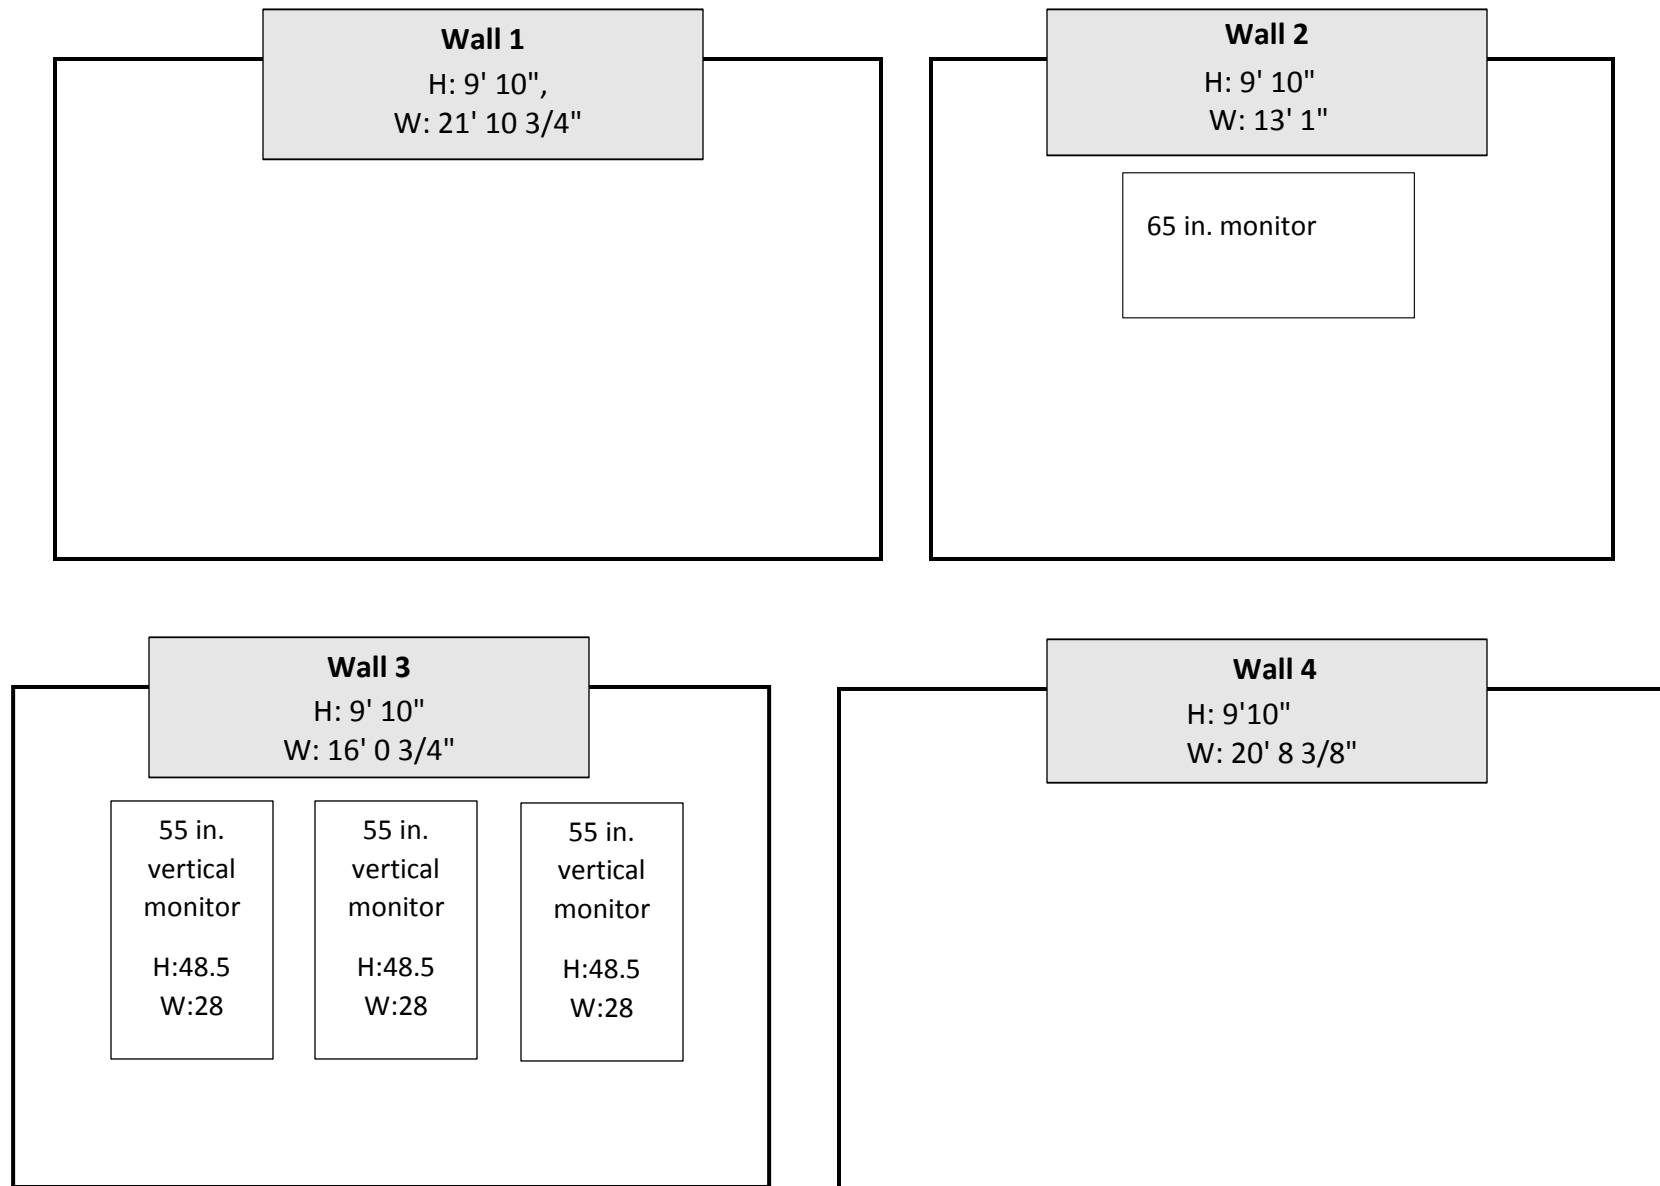 Wall 1
H: 9' 10",
W: 21' 10 3/4"
Wall 2
H: 9' 10"
W: 13' 1"
65 in. monitor
Wall 3
H: 9' 10"
W: 16' 0 3/4"
55 in.
vertical
monitor
H:48.5
W:28
55 in.
vertical
monitor
H:48.5
W:28
55 in.
vertical
monitor
H:48.5
W:28
Wall 4
H: 9'10"
W: 20' 8 3/8"